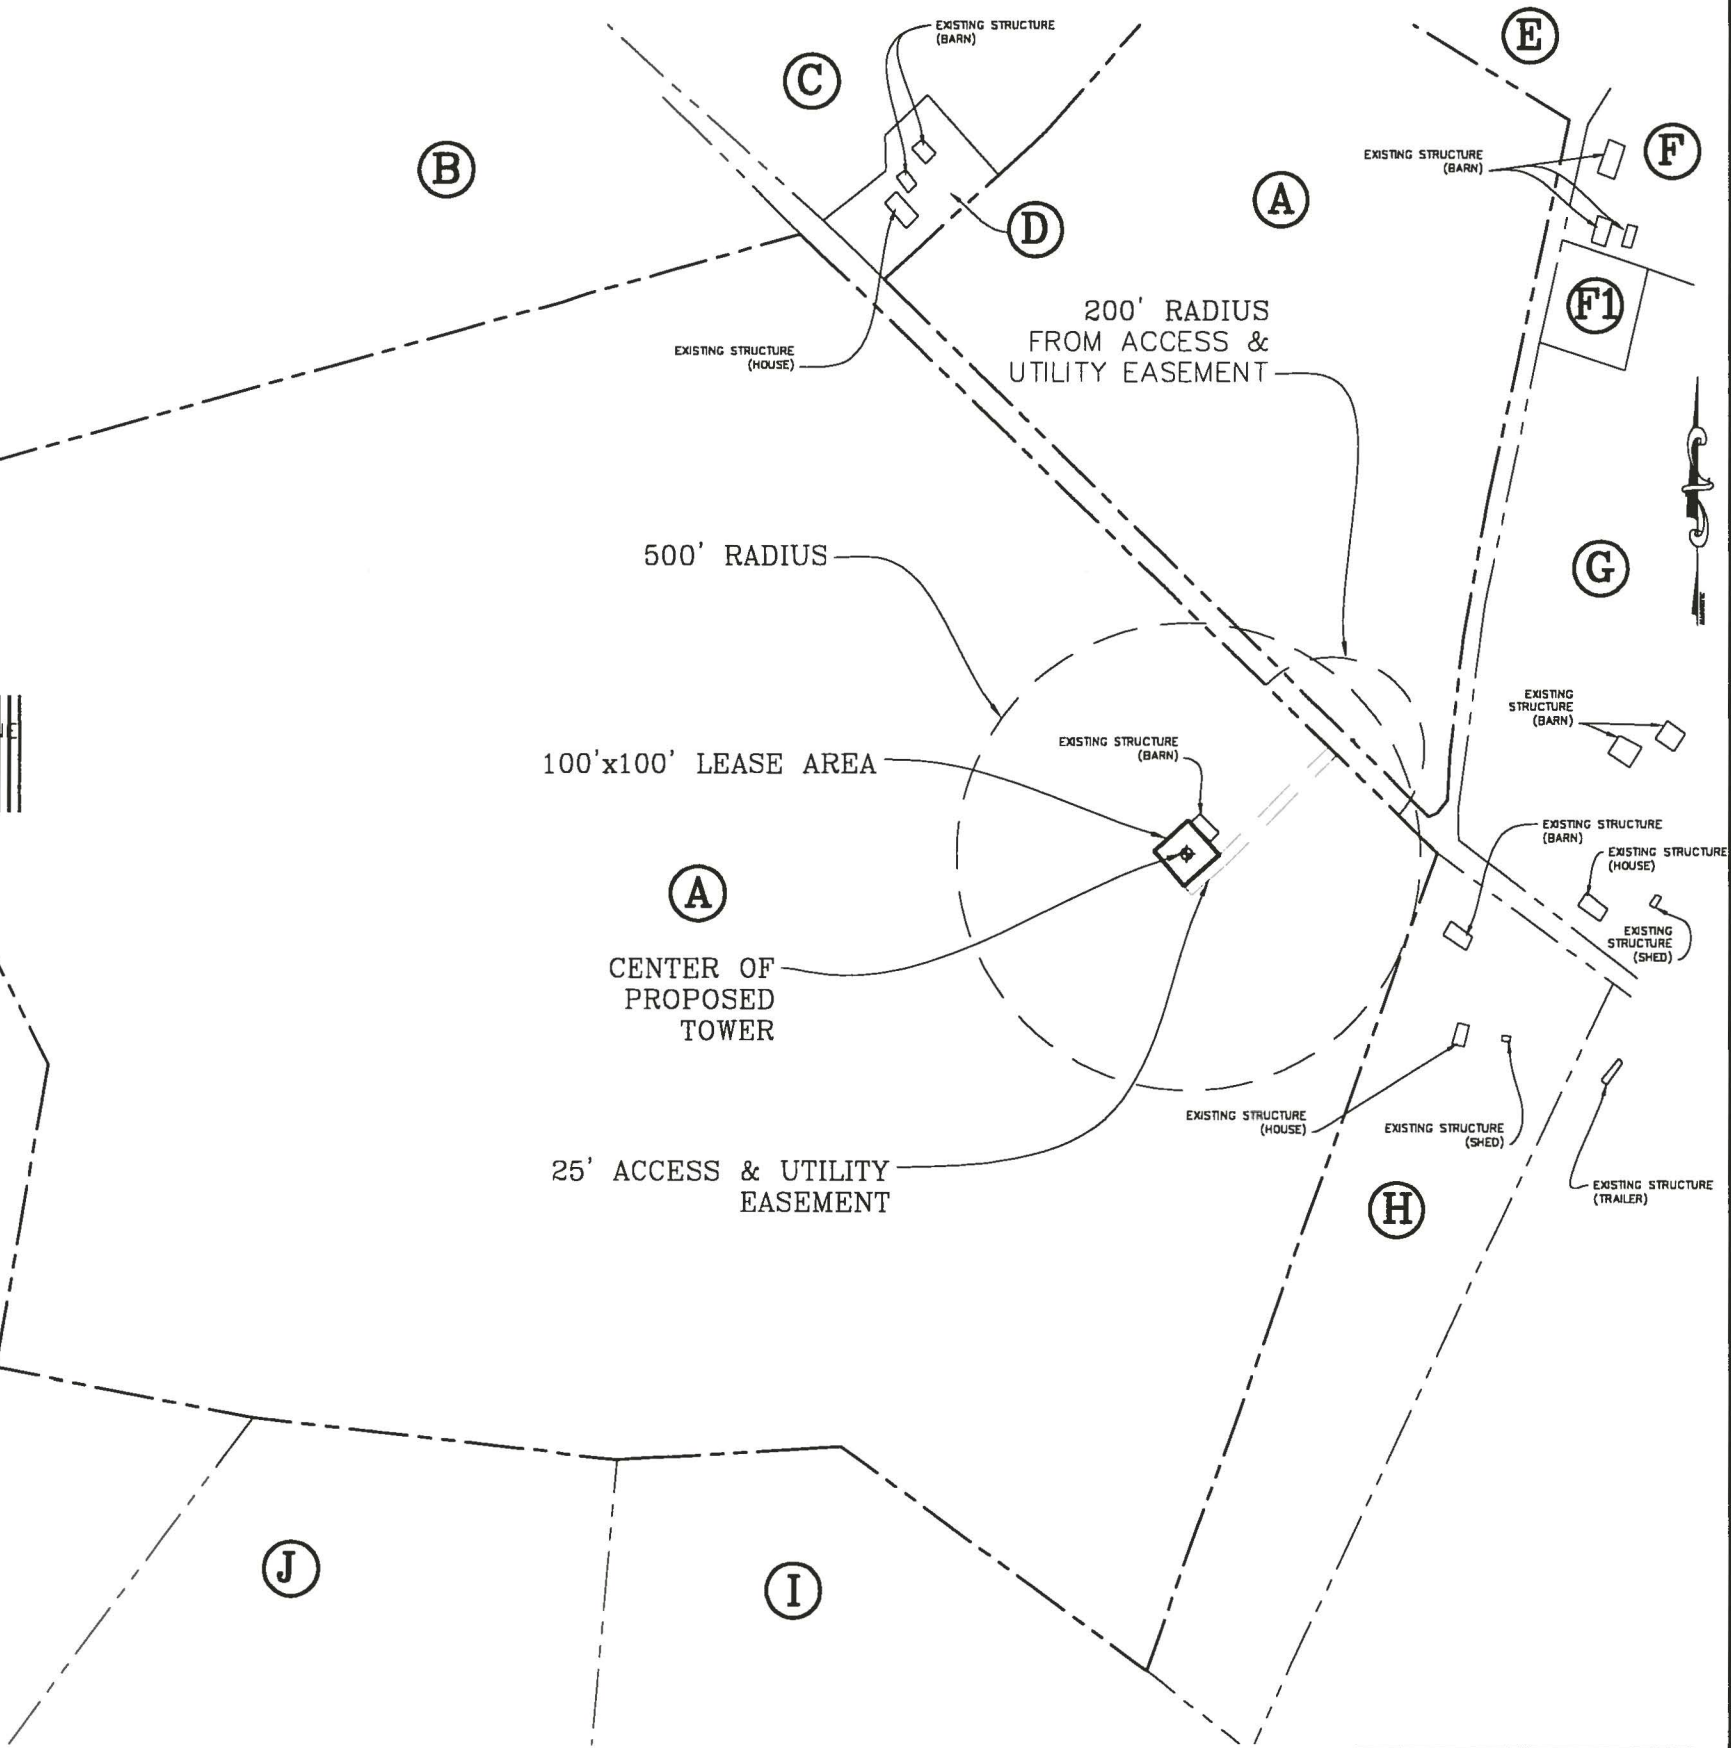 EXISTING STRUCTURE
(BARN)
E
C
B
D
A
EXISTING STRUCTURE
(BARN)
F
F1
200' RADIUS
FROM ACCESS &
UTILITY EASEMENT
EXISTING STRUCTURE
(HOUSE)
500' RADIUS
G
EXISTING
STRUCTURE
(BARN)
EXISTING STRUCTURE
(BARN)
100'x100' LEASE AREA
EXISTING STRUCTURE
(BARN)
EXISTING STRUCTURE
(HOUSE)
A
EXISTING
STRUCTURE
(SHED)
CENTER OF
PROPOSED
TOWER
EXISTING STRUCTURE
(HOUSE)
EXISTING STRUCTURE
(SHED)
25' ACCESS & UTILITY
EASEMENT
EXISTING STRUCTURE
(TRAILER)
H
J
I